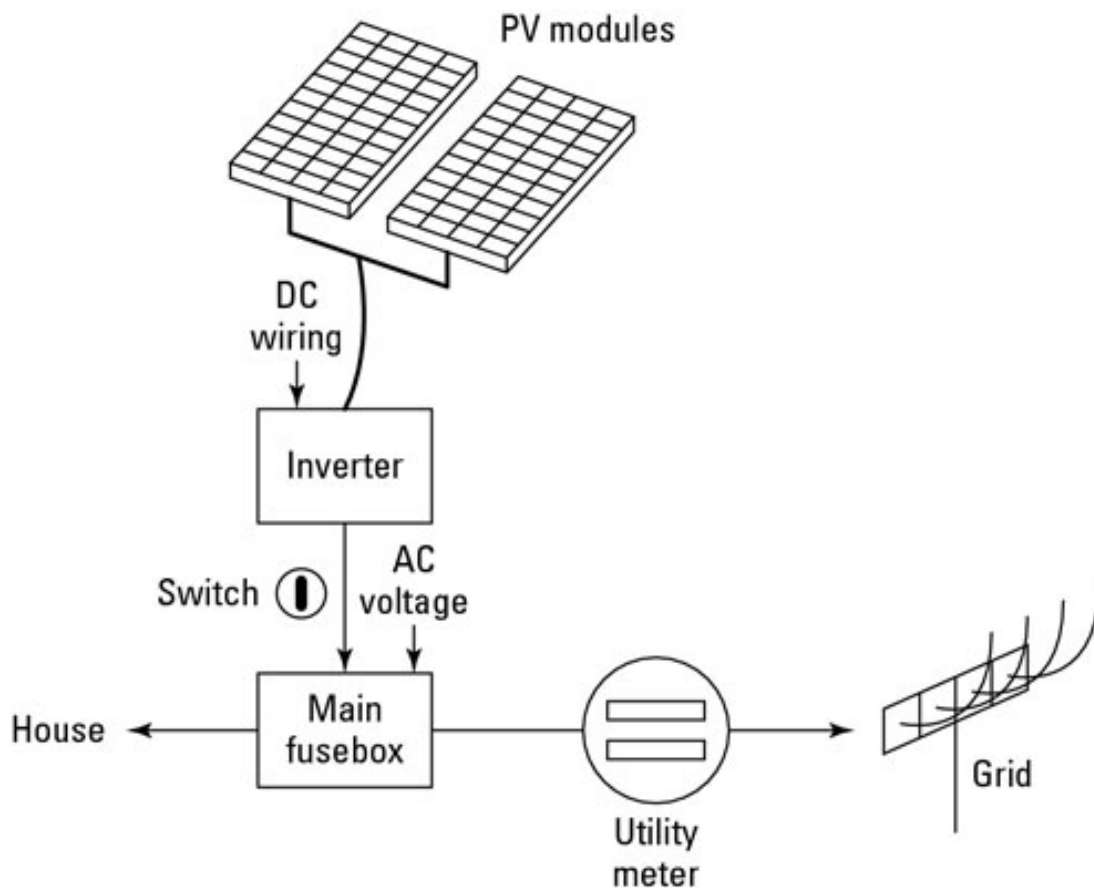 PV modules
DC
wiring
Inverter
Switch
AC
voltage
House
Main
fusebox
Utility
meter
Grid